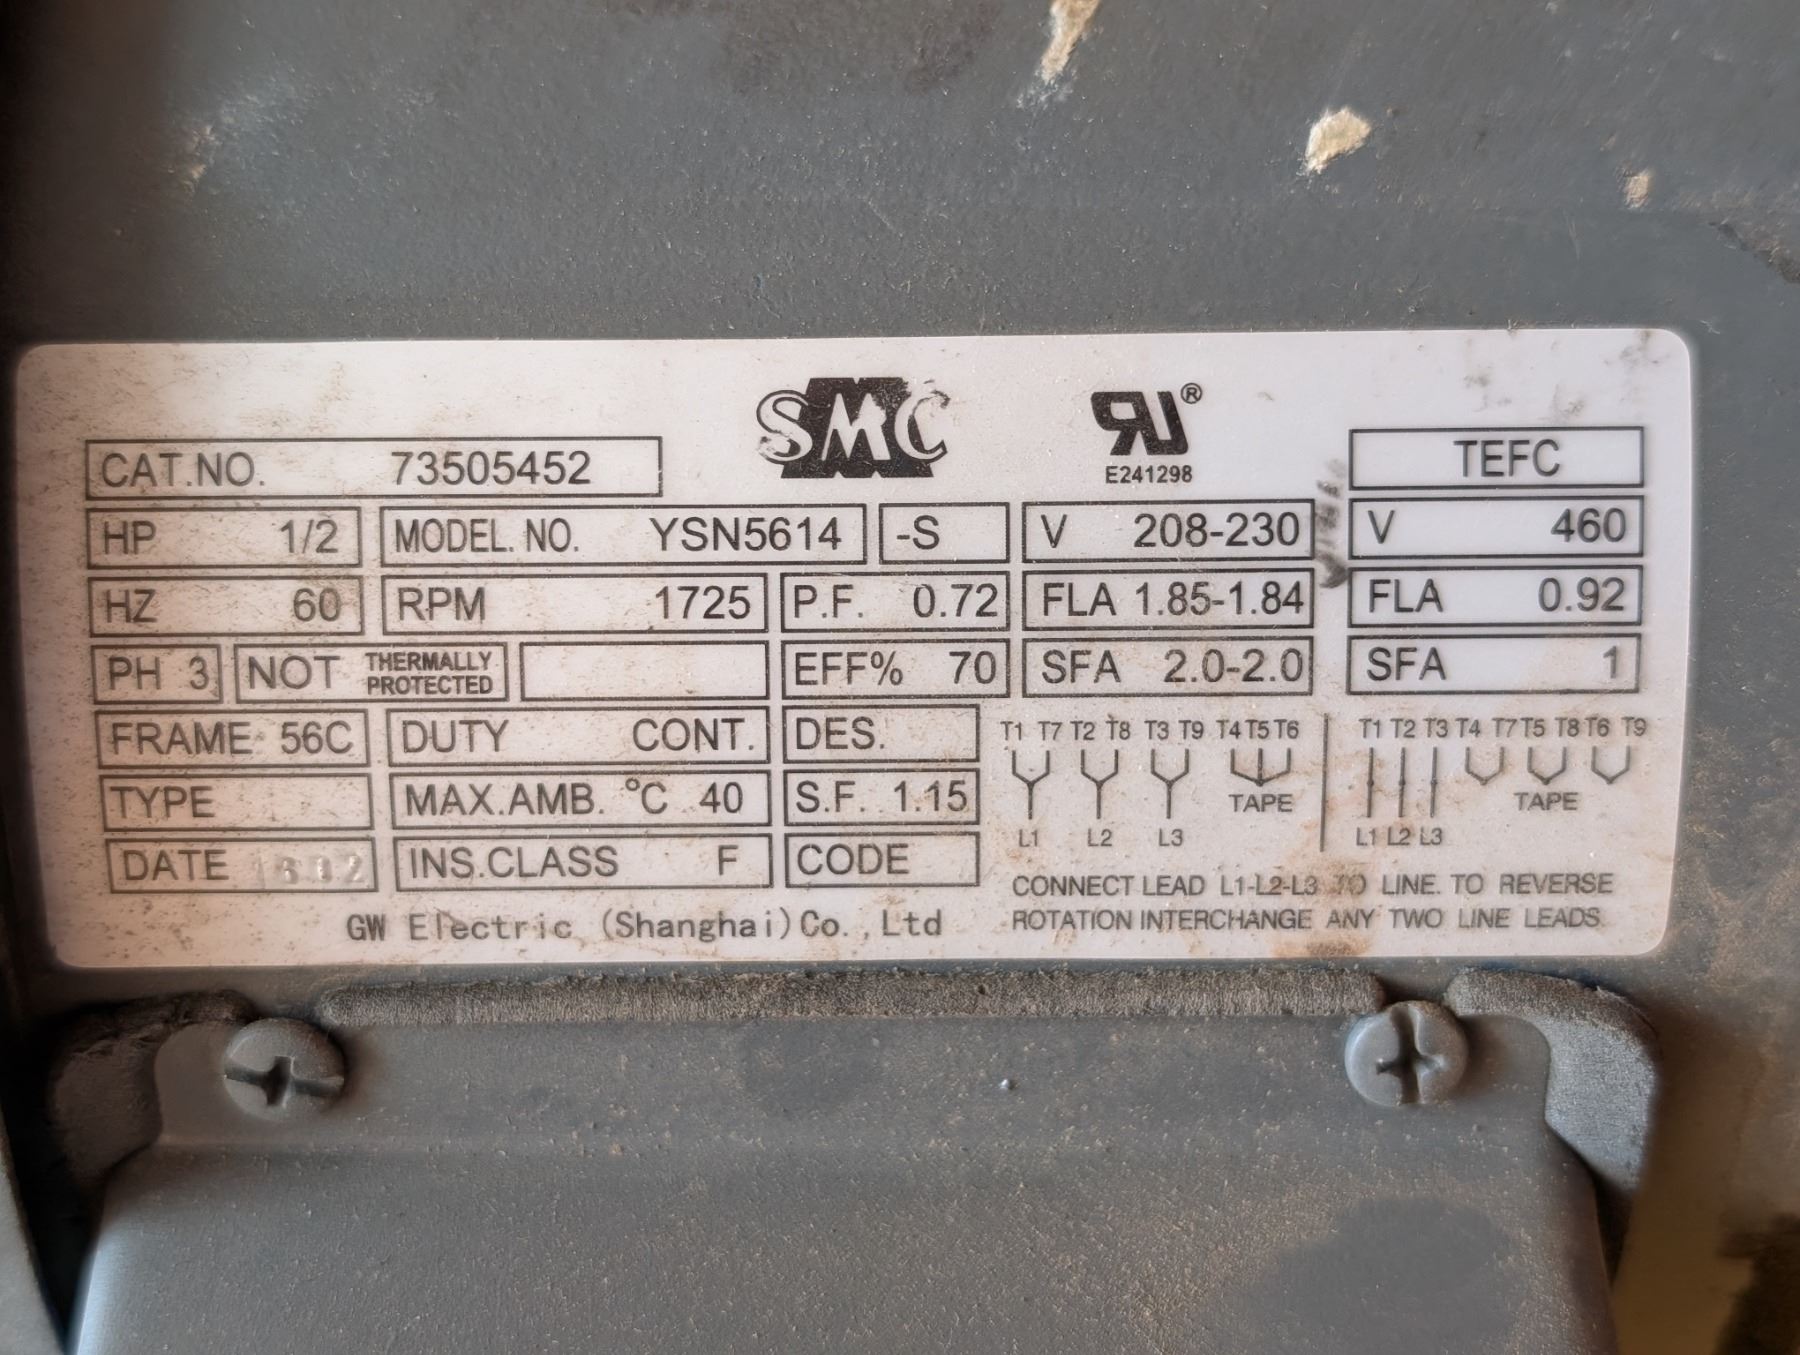 SMC
RU®
E241298
CAT.NO. 73505452
TEFC
HP 1/2 MODEL. NO. YSN5614 -S V 208-230 V 460
HZ 60 RPM 1725 P.F. 0.72 FLA 1.85-1.84 FLA 0.92
PH 3 NOT THERMALLY PROTECTED EFF% 70 SFA 2.0-2.0 SFA 1
FRAME 56C DUTY CONT. DES.
TYPE MAX.AMB. °C 40 S.F. 1.15
DATE 1602 INS.CLASS F CODE
T1 T7 T2 T8 T3 T9 T4 T5 T6 T1 T2 T3 T4 T7 T5 T8 T6 T9
TAPE TAPE
L1 L2 L3 L1 L2 L3
CONNECT LEAD L1-L2-L3 TO LINE. TO REVERSE
ROTATION INTERCHANGE ANY TWO LINE LEADS
GW Electric (Shanghai)Co.,Ltd